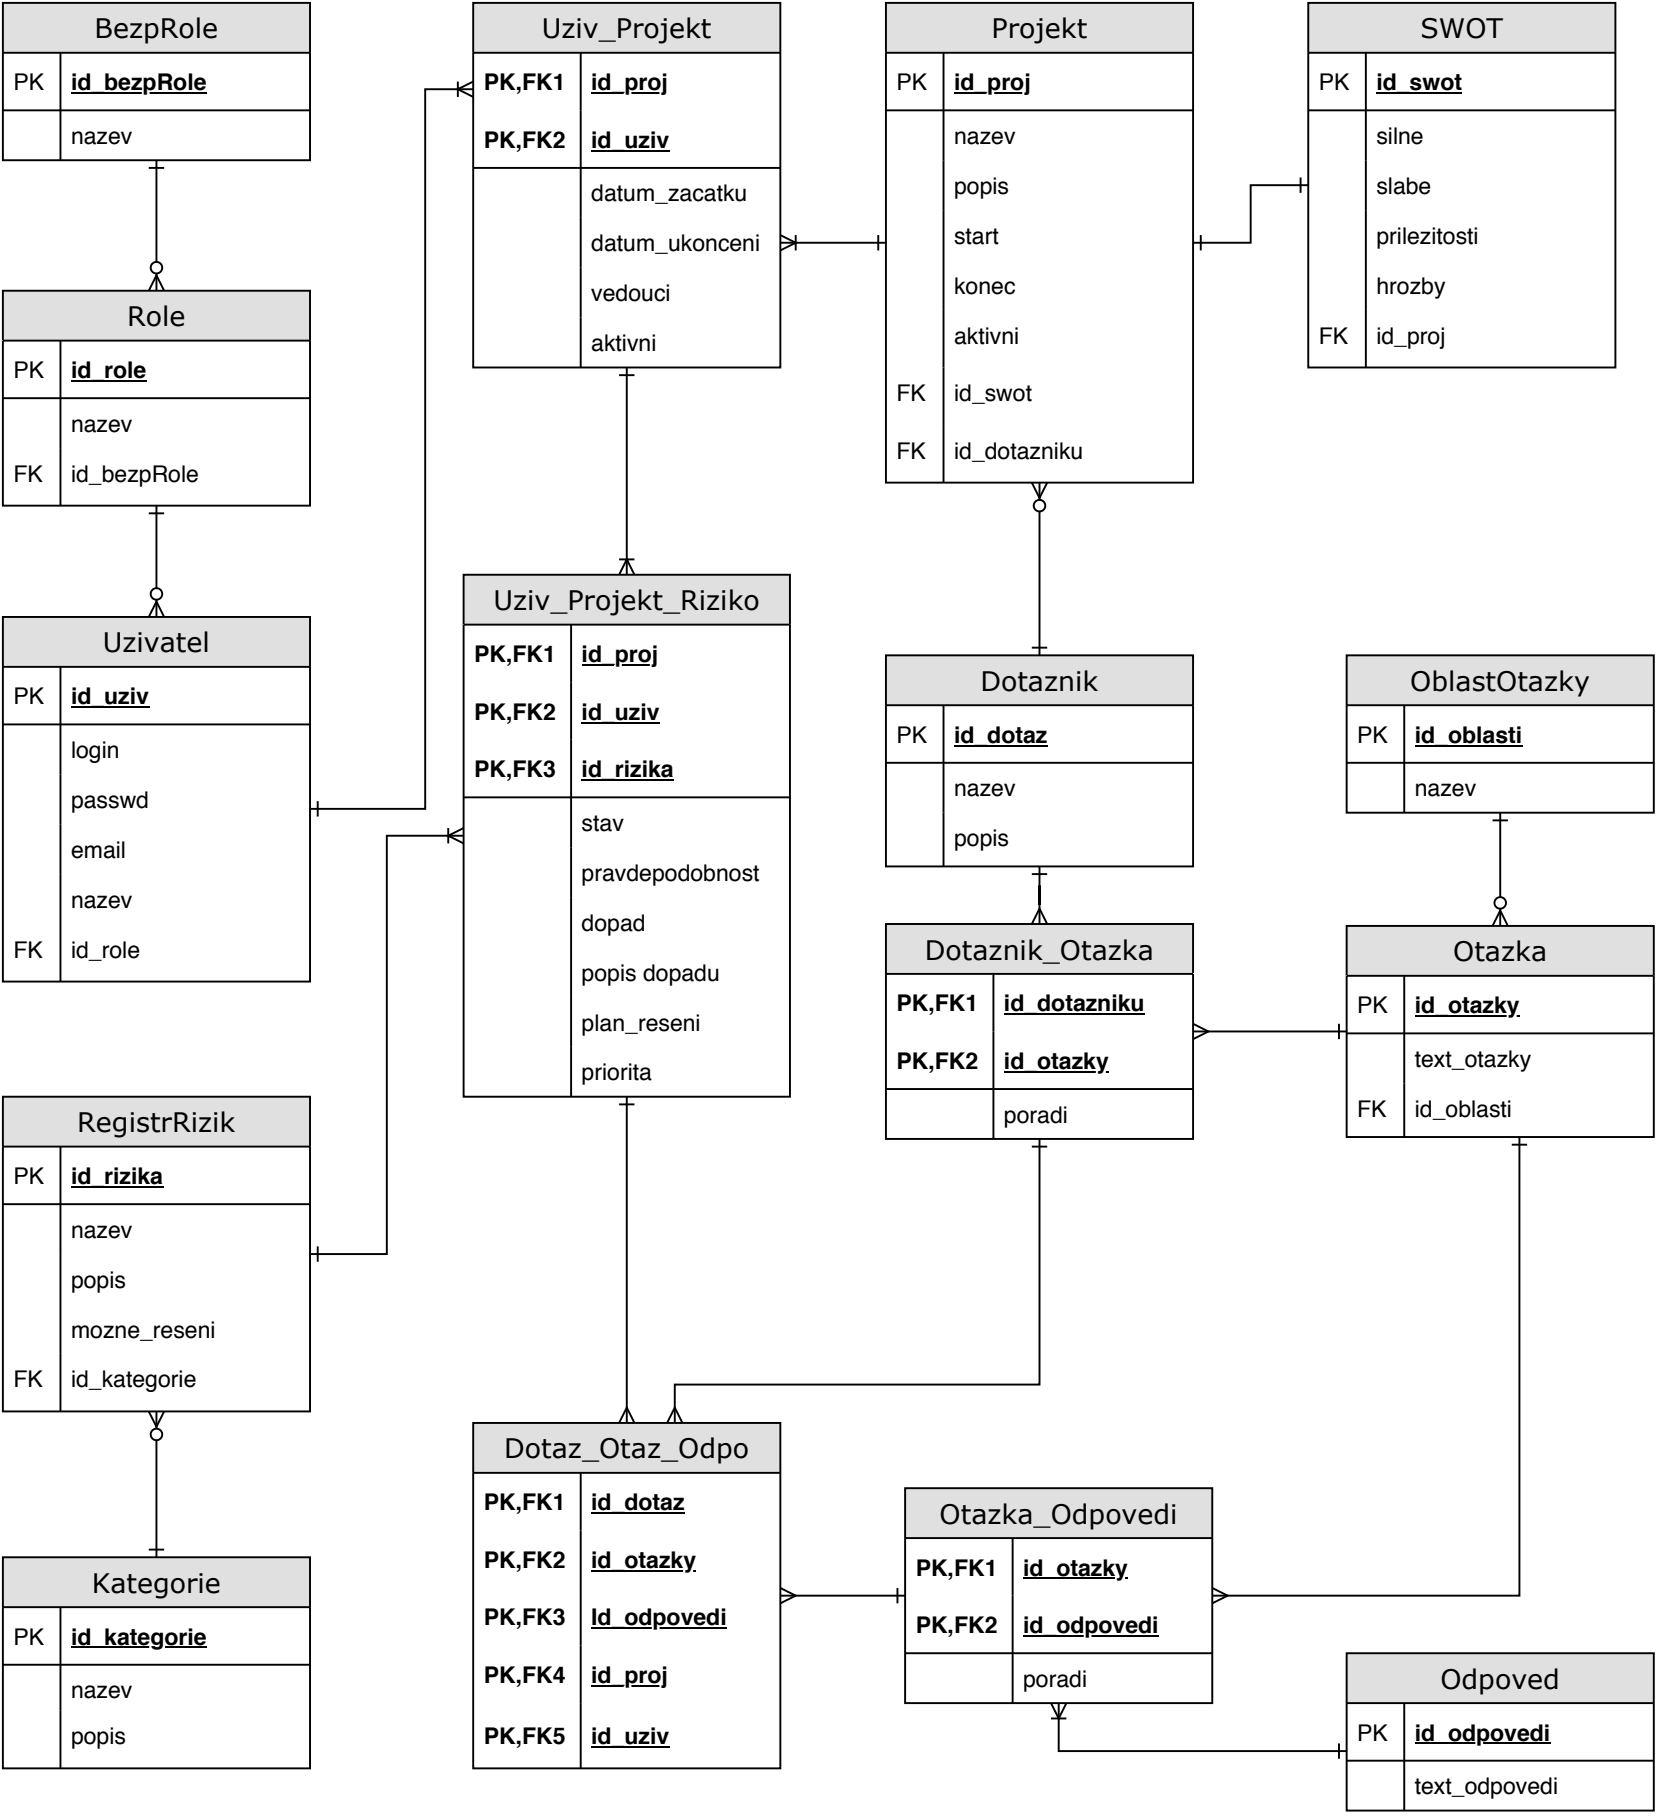 BezpRole
PK id_bezpRole
nazev
Role
PK id_role
nazev
FK id_bezpRole
Uzivatel
PK id_uziv
login
passwd
email
nazev
FK id_role
RegistrRizik
PK id_rizika
nazev
popis
mozne_reseni
FK id_kategorie
Kategorie
PK id_kategorie
nazev
popis
Uziv_Projekt
PK,FK1 id_proj
PK,FK2 id_uziv
datum_zacatku
datum_ukonceni
vedouci
aktivni
Uziv_Projekt_Riziko
PK,FK1 id_proj
PK,FK2 id_uziv
PK,FK3 id_rizika
stav
pravdepodobnost
dopad
popis dopadu
plan_reseni
priorita
Dotaz_Otaz_Odpo
PK,FK1 id_dotaz
PK,FK2 id_otazky
PK,FK3 Id_odpovedi
PK,FK4 id_proj
PK,FK5 id_uziv
Projekt
PK id_proj
nazev
popis
start
konec
aktivni
FK id_swot
FK id_dotazniku
Dotaznik
PK id_dotaz
nazev
popis
Dotaznik_Otazka
PK,FK1 id_dotazniku
PK,FK2 id_otazky
poradi
Otazka_Odpovedi
PK,FK1 id_otazky
PK,FK2 id_odpovedi
poradi
SWOT
PK id_swot
silne
slabe
prilezitosti
hrozby
FK id_proj
OblastOtazky
PK id_oblasti
nazev
Otazka
PK id_otazky
text_otazky
FK id_oblasti
Odpoved
PK id_odpovedi
text_odpovedi